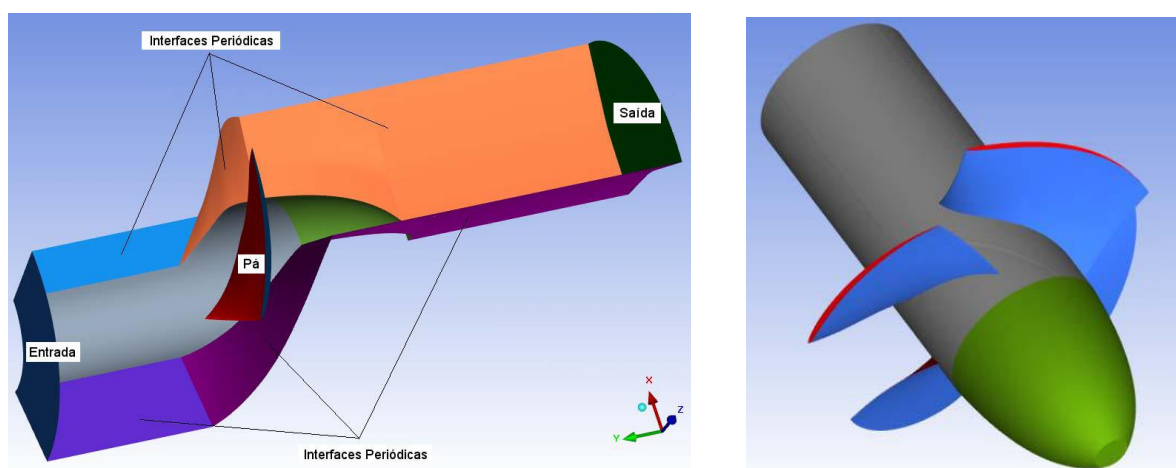 Interfaces Periódicas
Saída
Pá
Entrada
X
Z
Y
Interfaces Periódicas